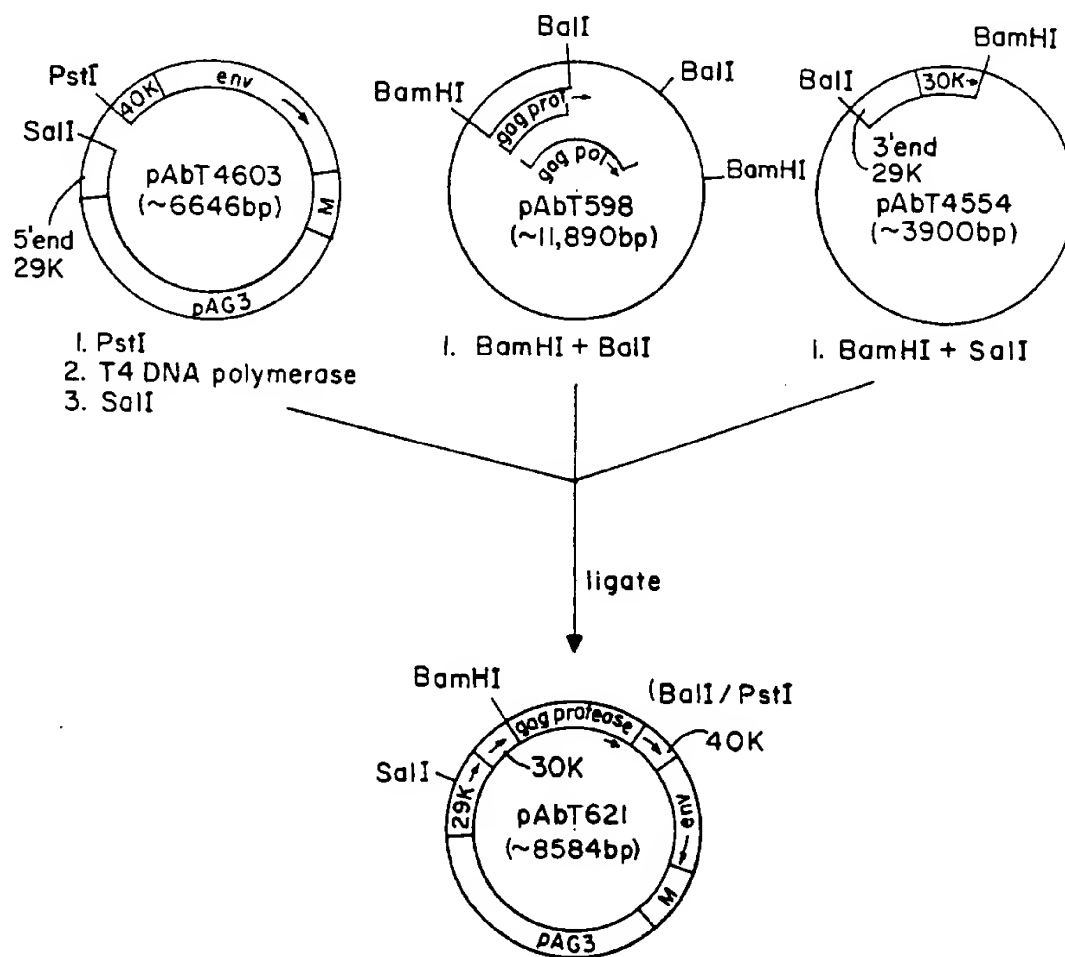 PstI
SalI
40K
env
pAbT4603
(~6646bp)
5'end
29K
M
pAG3
1. PstI
2. T4 DNA polymerase
3. SalI
BalI
BamHI
BalI
gag prot
gag pol
BamHI
pAbT598
(~11,890bp)
1. BamHI + BalI
BamHI
BalI
30K
3'end
29K
pAbT4554
(~3900bp)
1. BamHI + SalI
ligate
BamHI
(BalI/PstI
gag protease
40K
SalI
29K
30K
env
pAbT621
(~8584bp)
M
pAG3